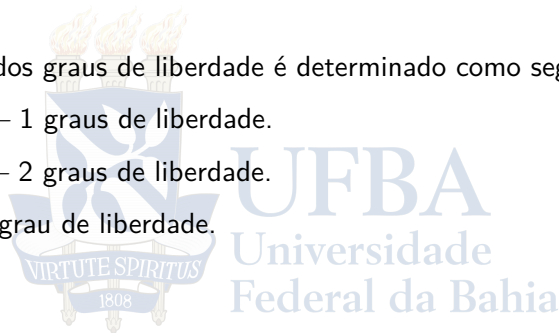 dos graus de liberdade é determinado como seg
– 1 graus de liberdade.
– 2 graus de liberdade.
grau de liberdade.
UFBA
Universidade
Federal da Bahia
VIRTUTE SPIRITUS
1808